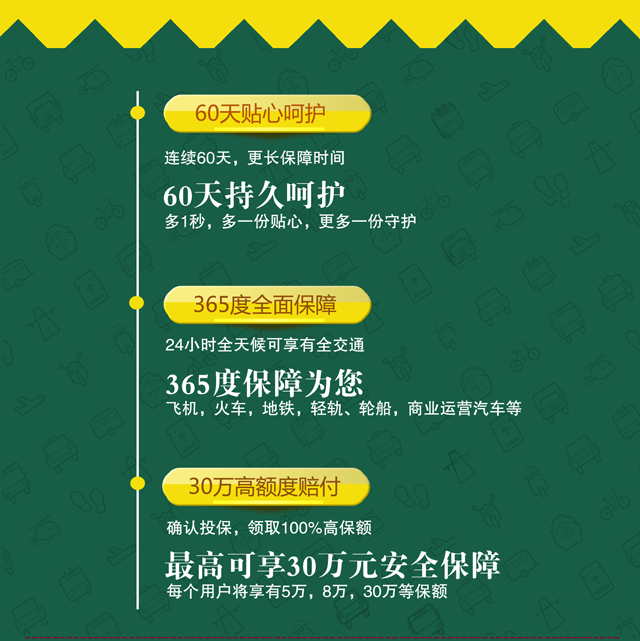 60天贴心呵护
连续60天，更长保障时间
60天持久呵护
多1秒，多一份贴心，更多一份守护
365度全面保障
24小时全天候可享有全交通
365度保障为您
飞机，火车，地铁，轻轨、轮船，商业运营汽车等
30万高额度赔付
确认投保，领取100%高保额
最高可享30万元安全保障
每个用户将享有5万，8万，30万等保额